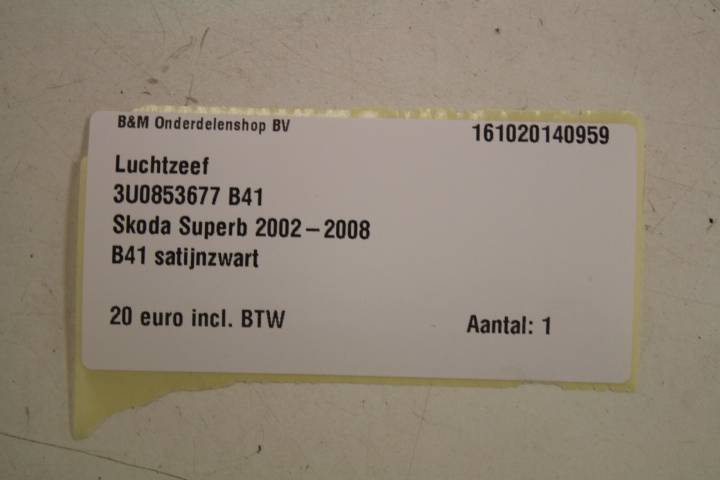 B&M Onderdelenshop BV
161020140959
Luchtzeef
3U0853677 B41
Skoda Superb 2002-2008
B41 satijnzwart
20 euro incl. BTW
Aantal: 1